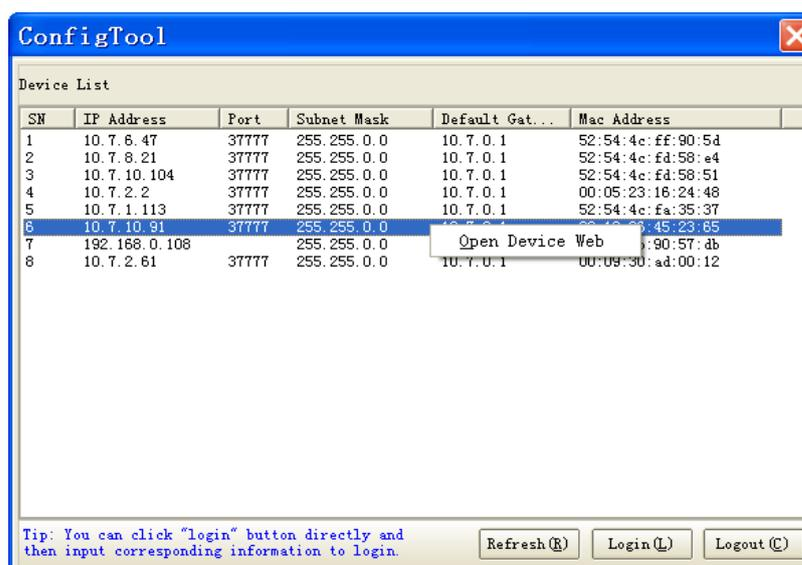 ConfigTool
Device List
SN IP Address Port Subnet Mask Default Gat... Mac Address
1 10.7.6.47 37777 255.255.0.0 10.7.0.1 52:54:4c:ff:90:5d
2 10.7.8.21 37777 255.255.0.0 10.7.0.1 52:54:4c:fd:58:e4
3 10.7.10.104 37777 255.255.0.0 10.7.0.1 52:54:4c:fd:58:51
4 10.7.2.2 37777 255.255.0.0 10.7.0.1 00:05:23:16:24:48
5 10.7.1.113 37777 255.255.0.0 10.7.0.1 52:54:4c:fa:35:37
6 10.7.10.91 37777 255.255.0.0 :45:23:65
Open Device Web
7 192.168.0.108 255.255.0.0 :90:57:db
8 10.7.2.61 37777 255.255.0.0 10.7.0.1 00:09:30:ad:00:12
Tip: You can click "login" button directly and
then input corresponding information to login.
Refresh(R) Login(L) Logout(C)